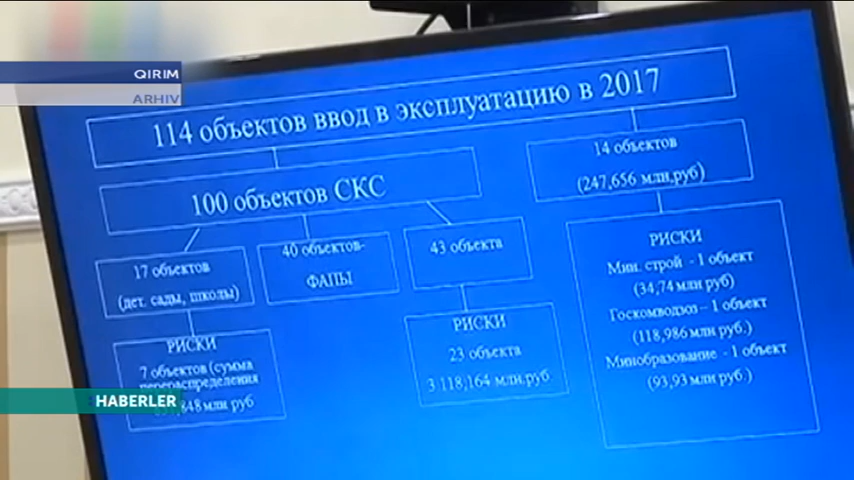 QIRIM
ARHIV
114 объектов ввод в эксплуатацию в 2017
100 объектов СКС
14 объектов
(247,656 млн,руб)
17 объектов
(дет. сады, школы)
40 объектов-
ФАПЫ
43 объекта
РИСКИ
7 объектов (сумма
перераспределения
848 млн руб
РИСКИ
23 объекта
3 118,164 млн.руб
РИСКИ
Мин. строй - 1 объект
(34,74 млн руб)
Госкомводхоз – 1 объект
(118,986 млн руб.)
Минобразование - 1 объект
(93,93 млн руб.)
HABERLER